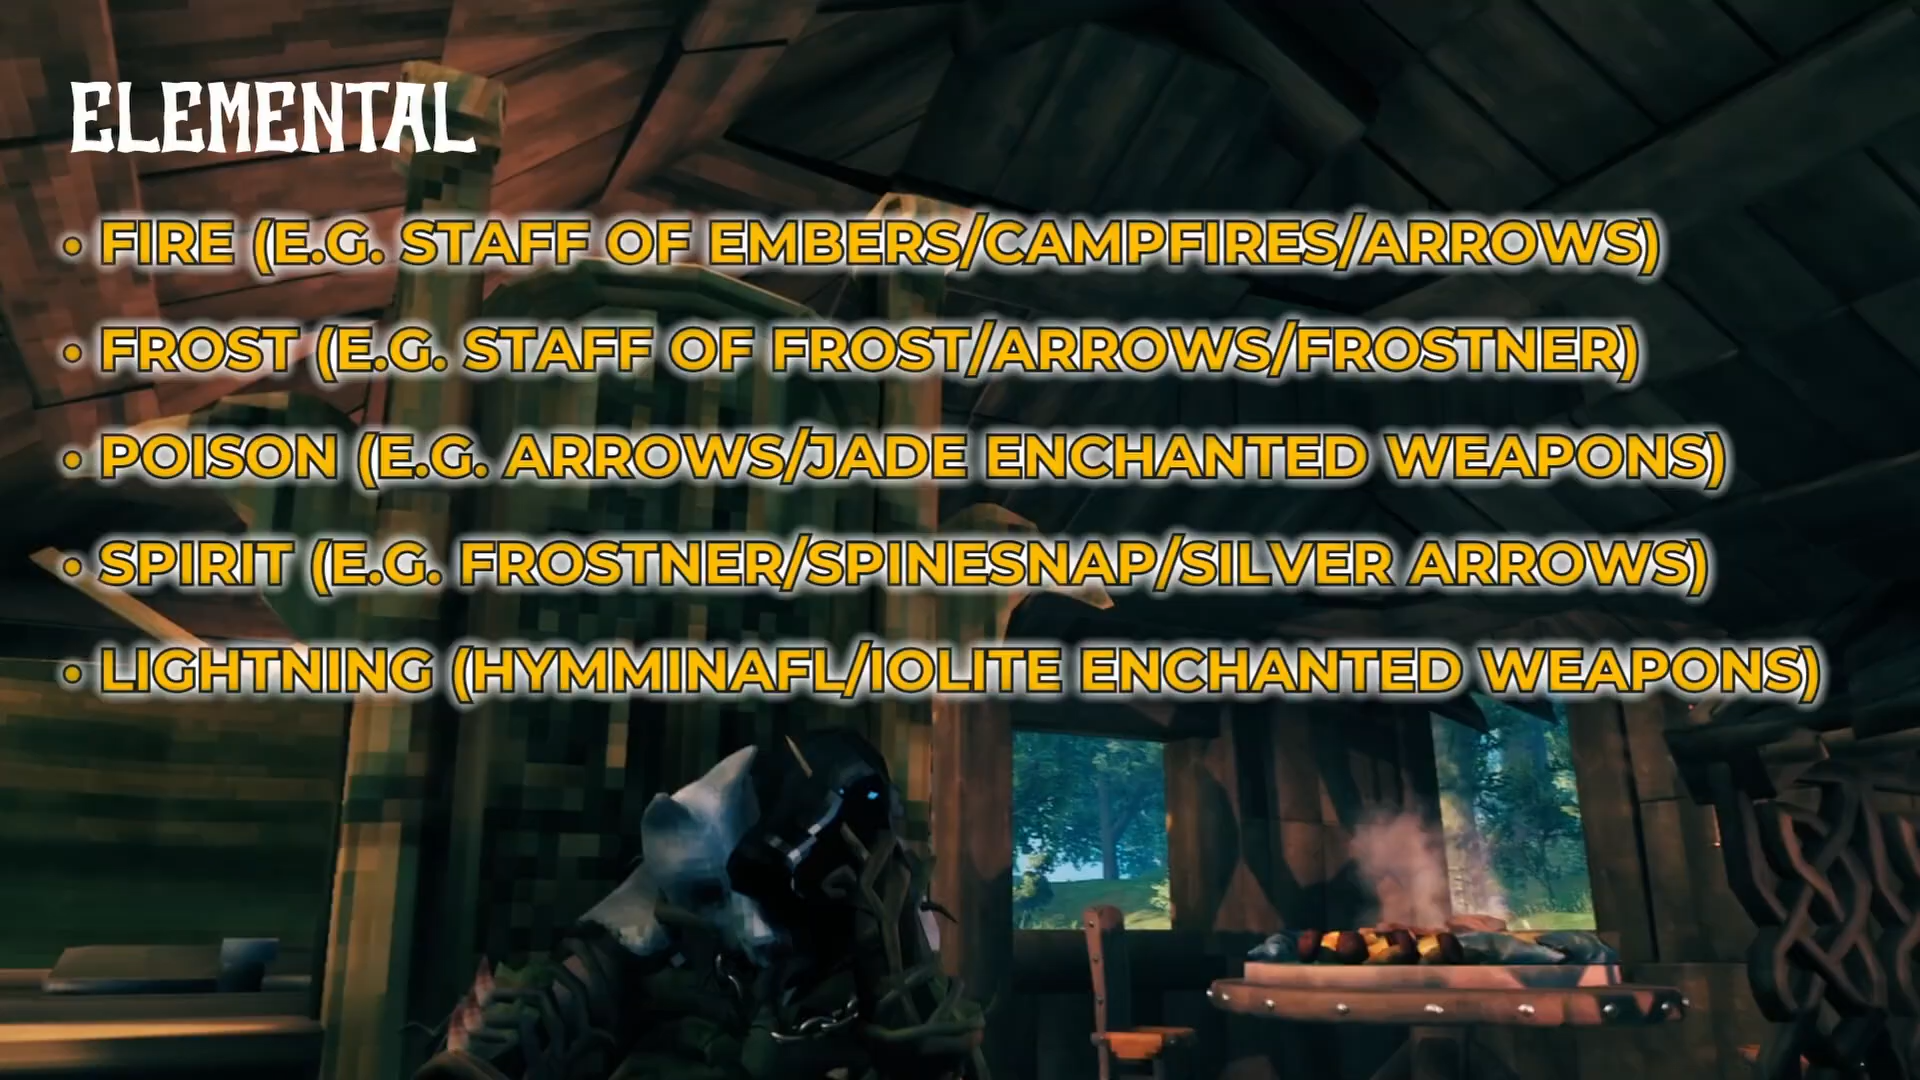 ELEMENTAL
• FIRE (E.G. STAFF OF EMBERS/CAMPFIRES/ARROWS)
• FROST (E.G. STAFF OF FROST/ARROWS/FROSTNER)
• POISON (E.G. ARROWS/JADE ENCHANTED WEAPONS)
• SPIRIT (E.G. FROSTNER/SPINESNAP/SILVER ARROWS)
• LIGHTNING (HYMMINAFL/IOLITE ENCHANTED WEAPONS)